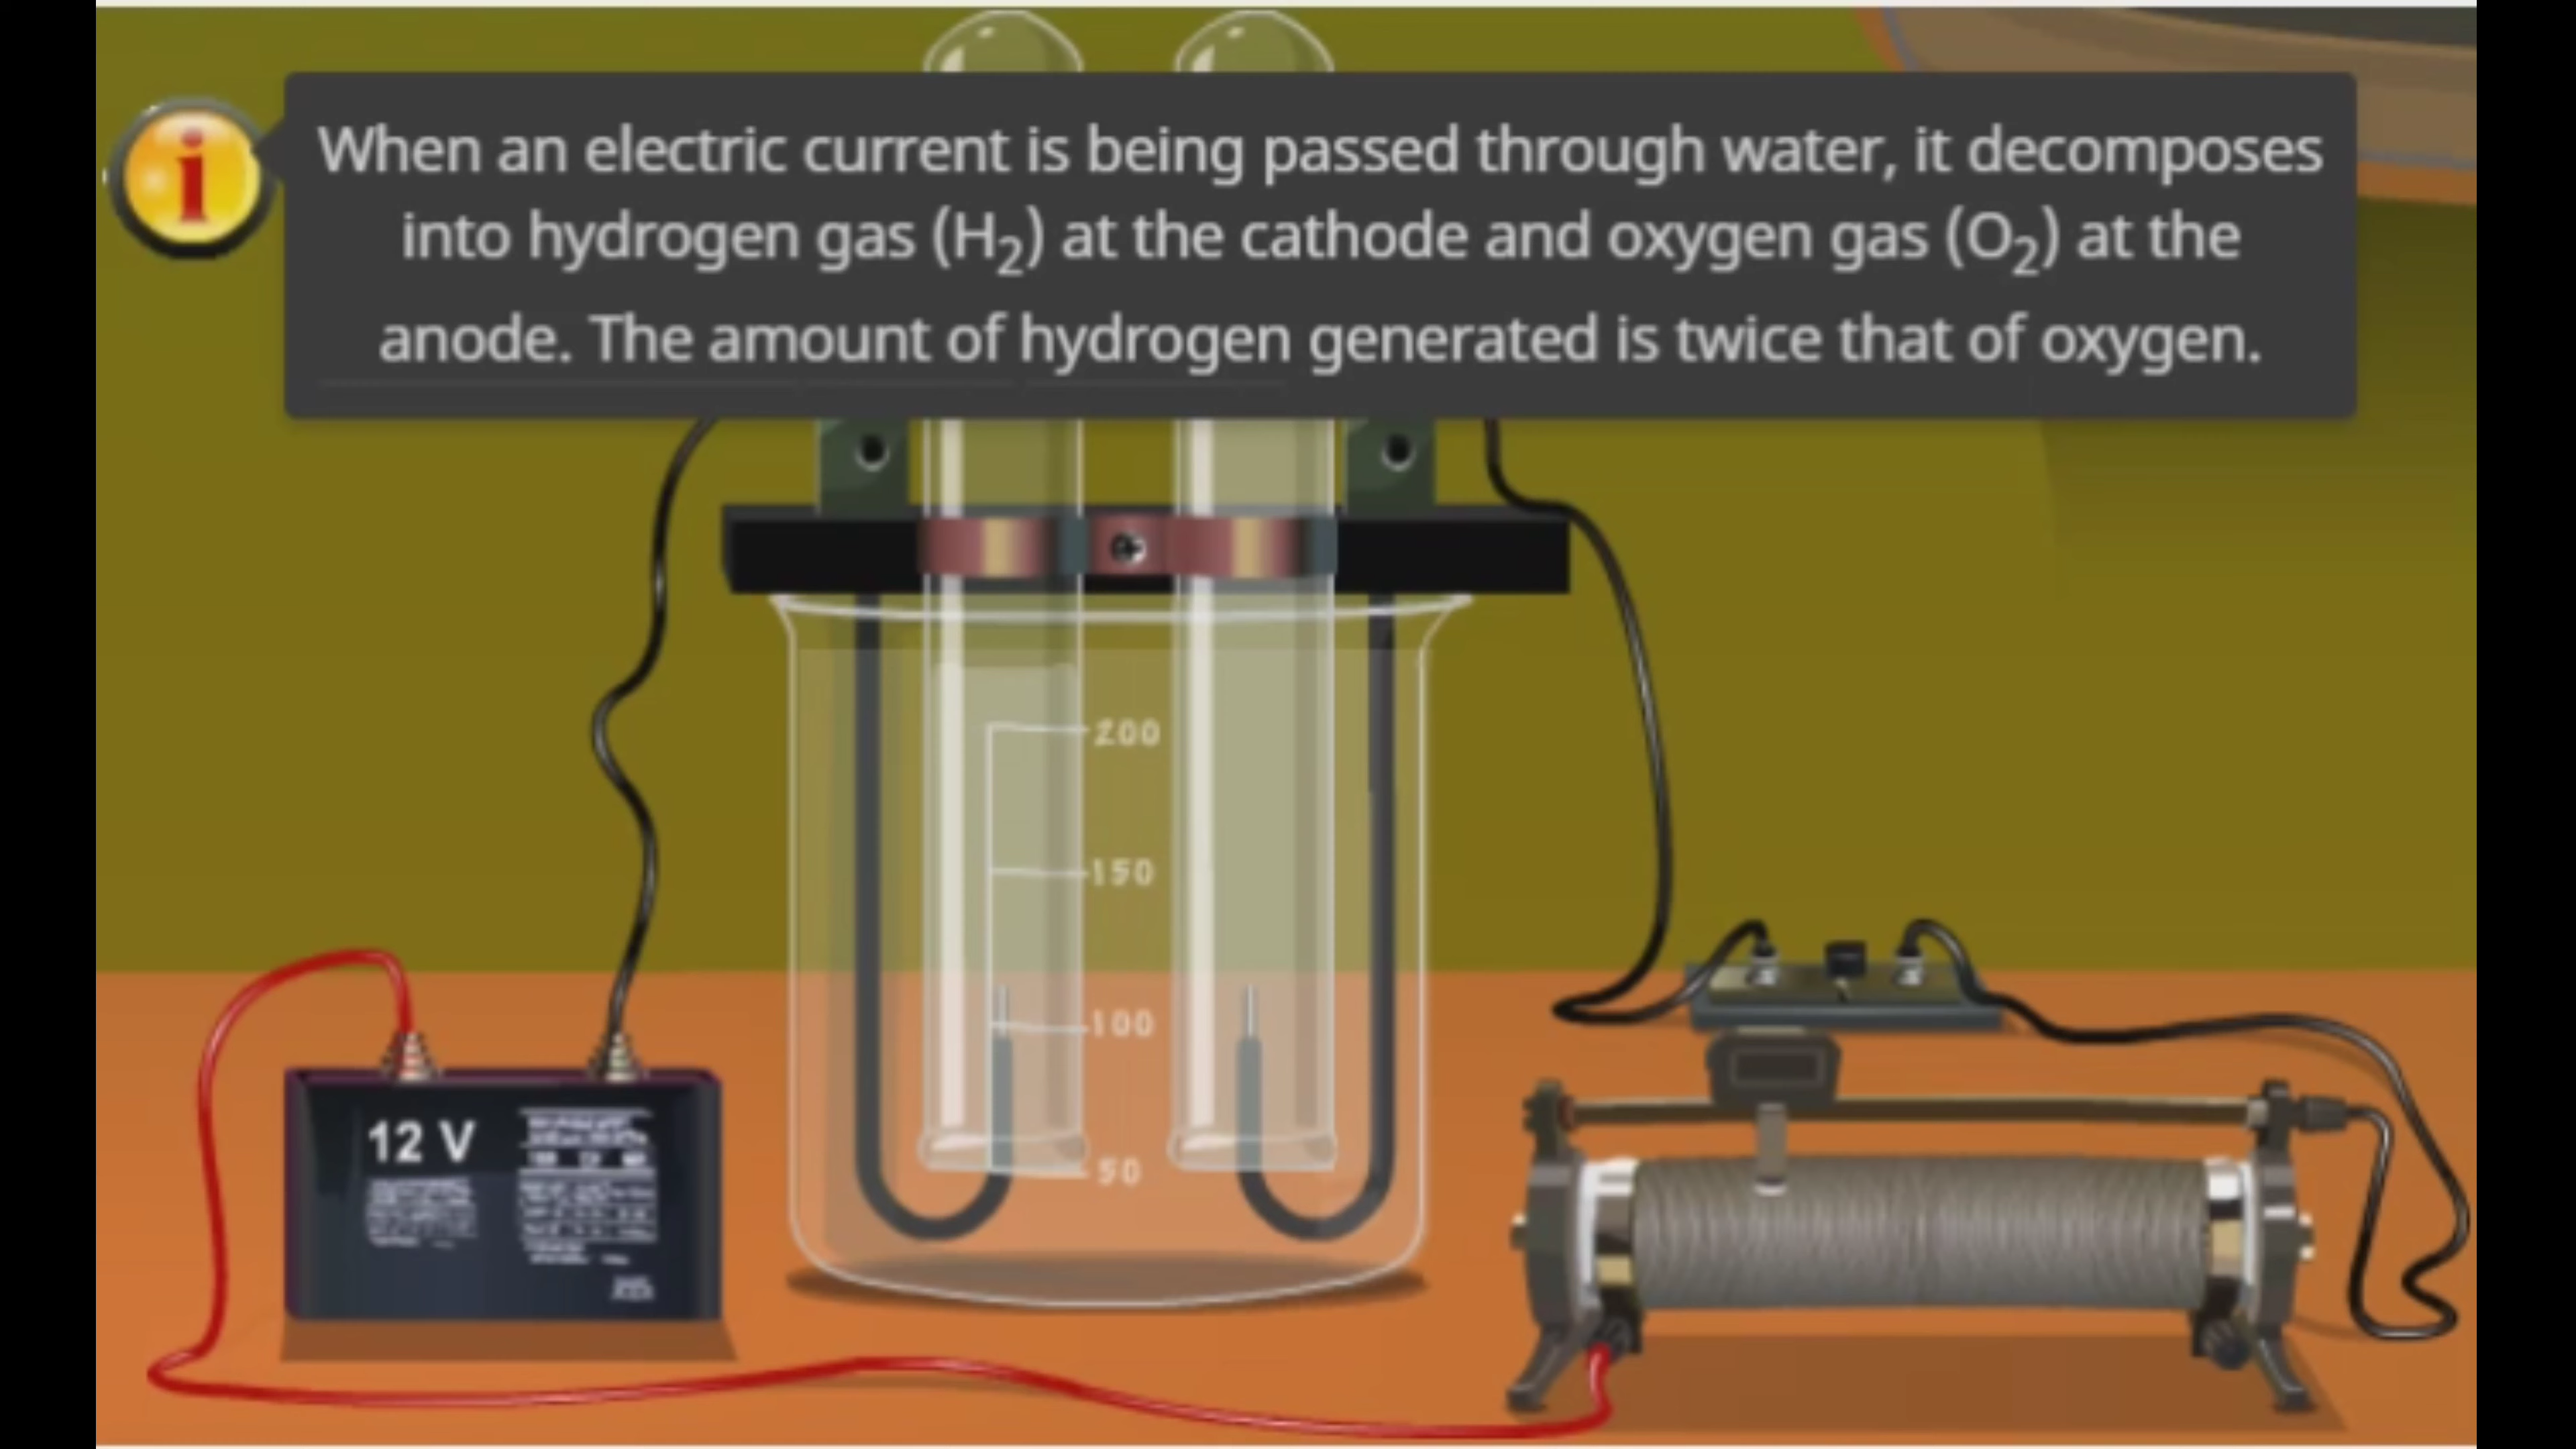 i
When an electric current is being passed through water, it decomposes
into hydrogen gas (H₂) at the cathode and oxygen gas (O₂) at the
anode. The amount of hydrogen generated is twice that of oxygen.
200
150
100
50
12 V